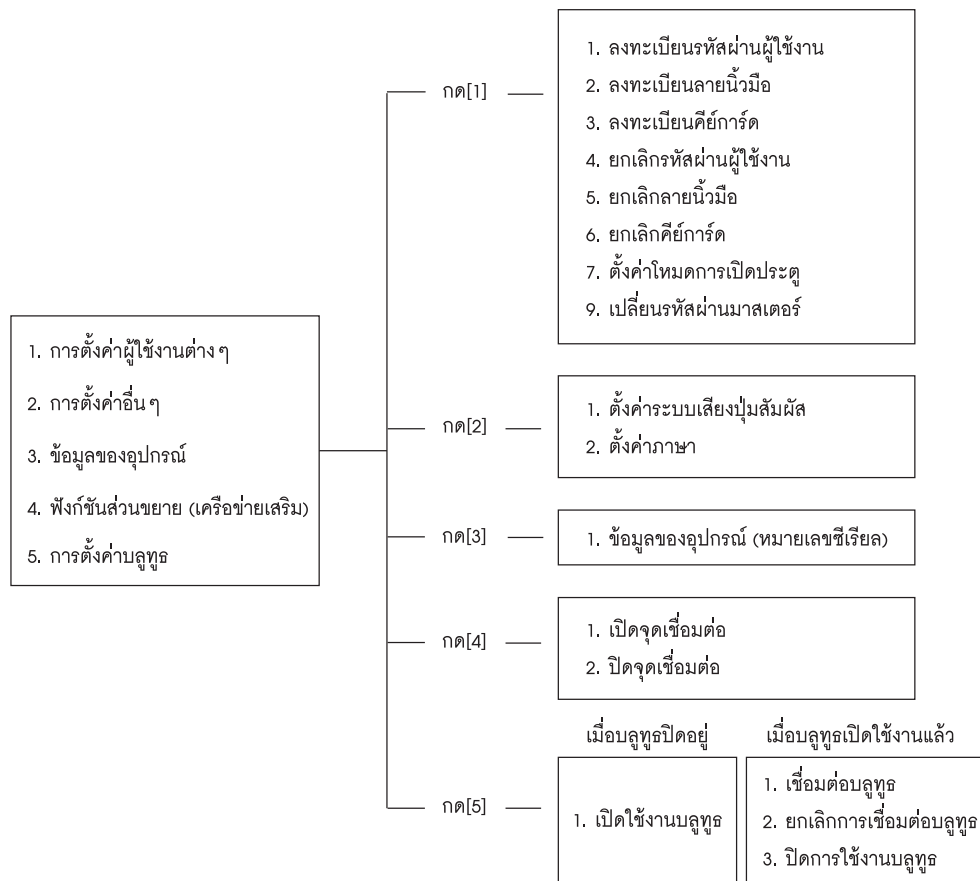 1. การตั้งค่าผู้ใช้งานต่าง ๆ
2. การตั้งค่าอื่น ๆ
3. ข้อมูลของอุปกรณ์
4. ฟังก์ชันส่วนขยาย (เครือข่ายเสริม)
5. การตั้งค่าบลูทูธ
กด[1]
1. ลงทะเบียนรหัสผ่านผู้ใช้งาน
2. ลงทะเบียนลายนิ้วมือ
3. ลงทะเบียนคีย์การ์ด
4. ยกเลิกรหัสผ่านผู้ใช้งาน
5. ยกเลิกลายนิ้วมือ
6. ยกเลิกคีย์การ์ด
7. ตั้งค่าโหมดการเปิดประตู
9. เปลี่ยนรหัสผ่านมาสเตอร์
กด[2]
1. ตั้งค่าระบบเสียงปุ่มสัมผัส
2. ตั้งค่าภาษา
กด[3]
1. ข้อมูลของอุปกรณ์ (หมายเลขซีเรียล)
กด[4]
1. เปิดจุดเชื่อมต่อ
2. ปิดจุดเชื่อมต่อ
กด[5]
เมื่อบลูทูธปิดอยู่
1. เปิดใช้งานบลูทูธ
เมื่อบลูทูธเปิดใช้งานแล้ว
1. เชื่อมต่อบลูทูธ
2. ยกเลิกการเชื่อมต่อบลูทูธ
3. ปิดการใช้งานบลูทูธ